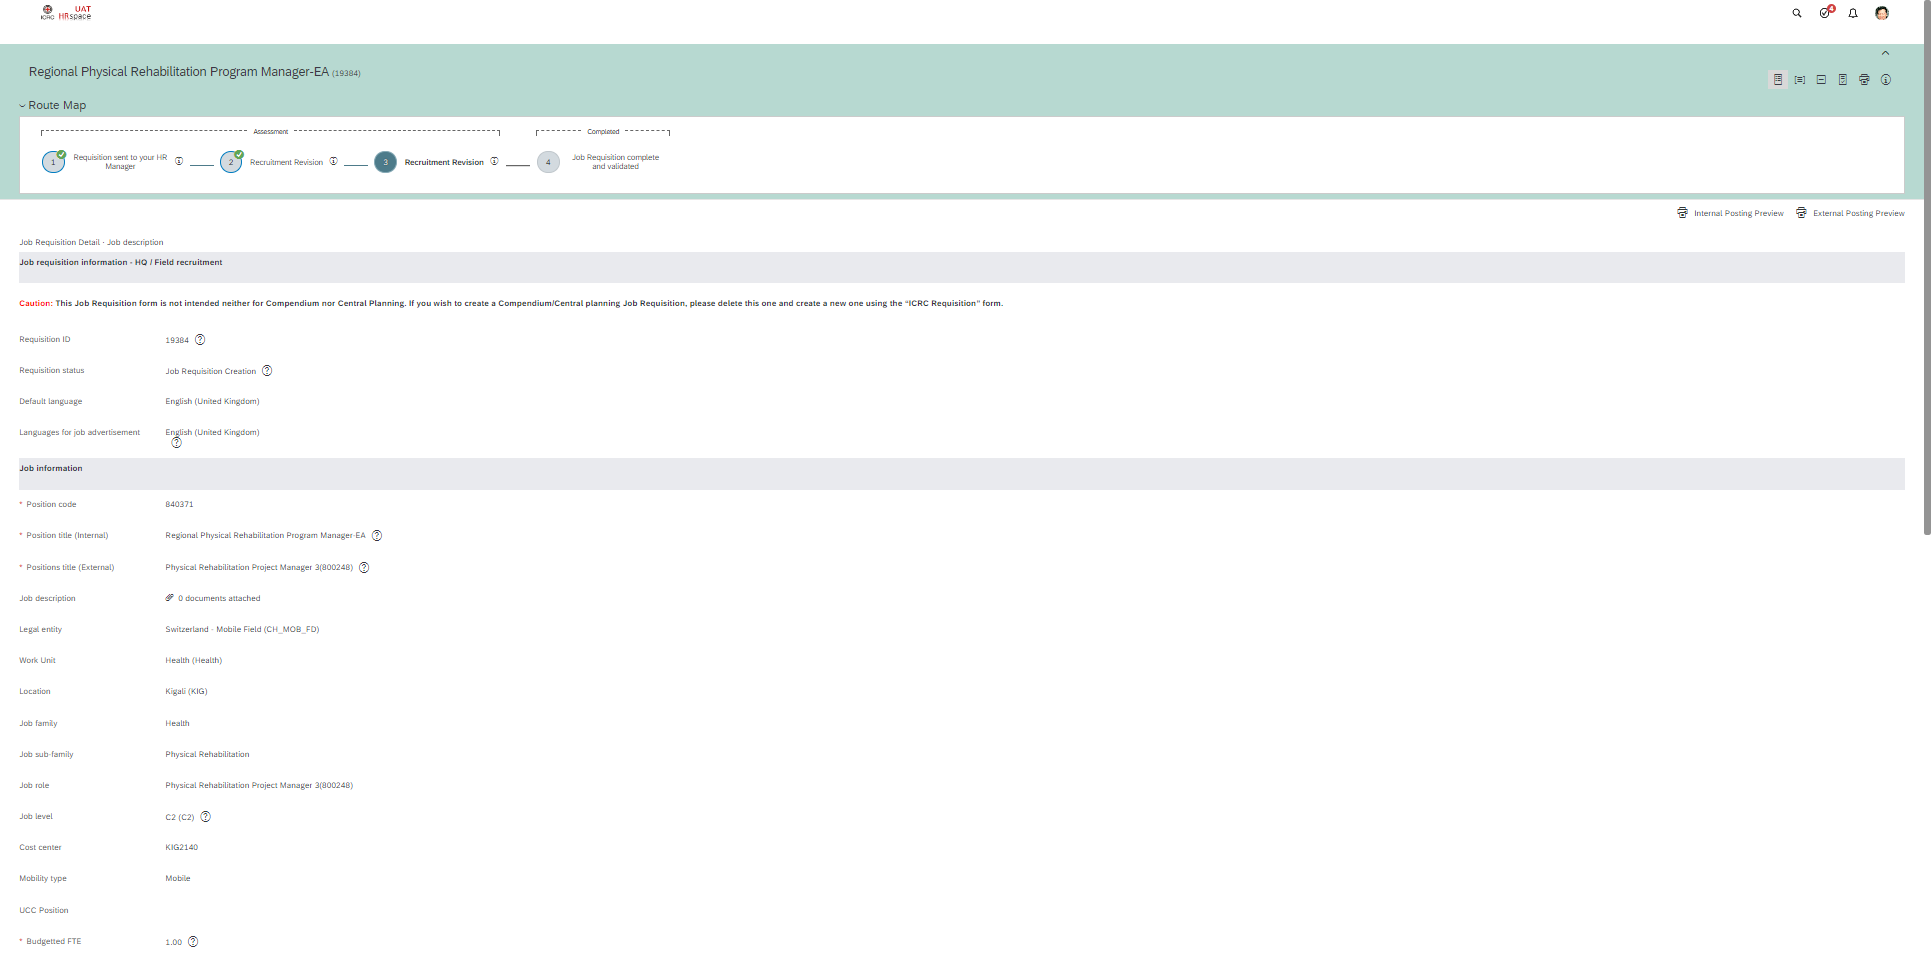 ICRC
UAT
HRspace
4
Regional Physical Rehabilitation Program Manager-EA (19384)
Route Map
Assessment
Completed
1 Requisition sent to your HR Manager
2 Recruitment Revision
3 Recruitment Revision
4 Job Requisition complete and validated
Internal Posting Preview External Posting Preview
Job Requisition Detail - Job description
Job requisition information - HQ / Field recruitment
Caution: This Job Requisition form is not intended neither for Compendium nor Central Planning. If you wish to create a Compendium/Central planning Job Requisition, please delete this one and create a new one using the "ICRC Requisition" form.
Requisition ID 19384
Requisition status Job Requisition Creation
Default language English (United Kingdom)
Languages for job advertisement English (United Kingdom)
Job information
* Position code 840371
* Position title (Internal) Regional Physical Rehabilitation Program Manager-EA
* Positions title (External) Physical Rehabilitation Project Manager 3(800248)
Job description 0 documents attached
Legal entity Switzerland - Mobile Field (CH_MOB_FD)
Work Unit Health (Health)
Location Kigali (KIG)
Job family Health
Job sub-family Physical Rehabilitation
Job role Physical Rehabilitation Project Manager 3(800248)
Job level C2 (C2)
Cost center KIG2140
Mobility type Mobile
UCC Position
* Budgetted FTE 1.00